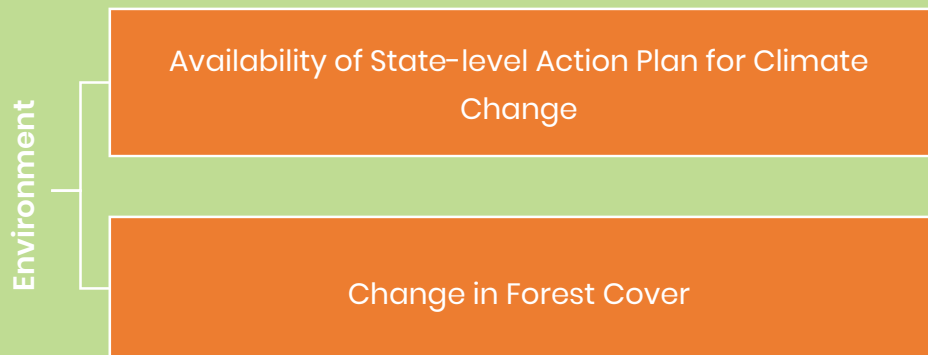 Environment
Availability of State-level Action Plan for Climate
Change
Change in Forest Cover